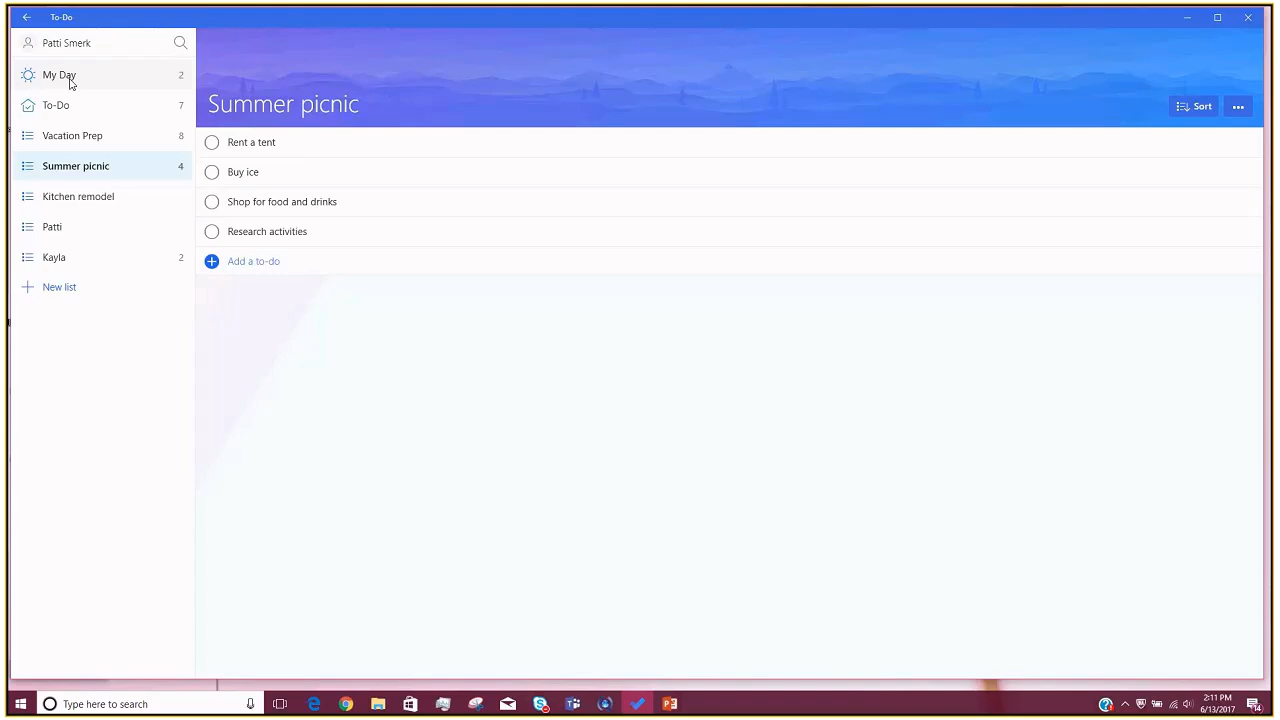 To-Do
Patti Smerk
My Day 2
To-Do 7
Vacation Prep 8
Summer picnic 4
Kitchen remodel
Patti
Kayla 2
New list
Summer picnic
Sort
Rent a tent
Buy ice
Shop for food and drinks
Research activities
Add a to-do
Type here to search
2:11 PM
6/13/2017
14